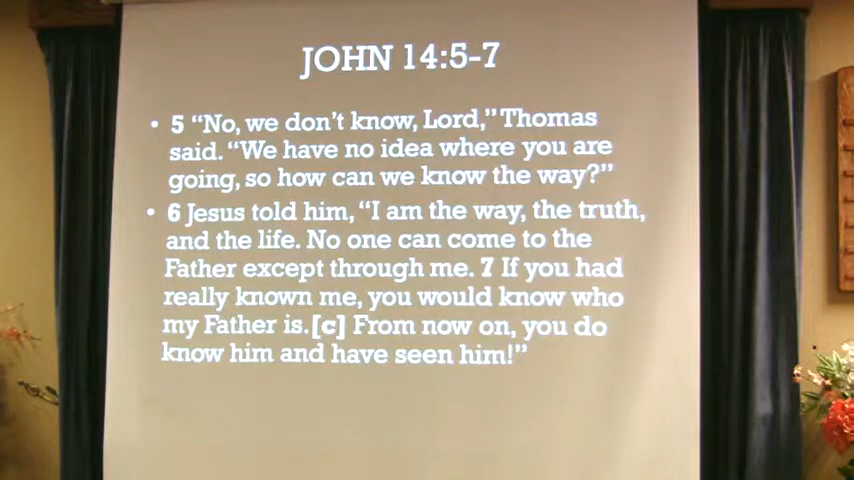 JOHN 14:5-7
• 5 “No, we don’t know, Lord,” Thomas
said. “We have no idea where you are
going, so how can we know the way?”
• 6 Jesus told him, “I am the way, the truth,
and the life. No one can come to the
Father except through me. 7 If you had
really known me, you would know who
my Father is.[c] From now on, you do
know him and have seen him!”